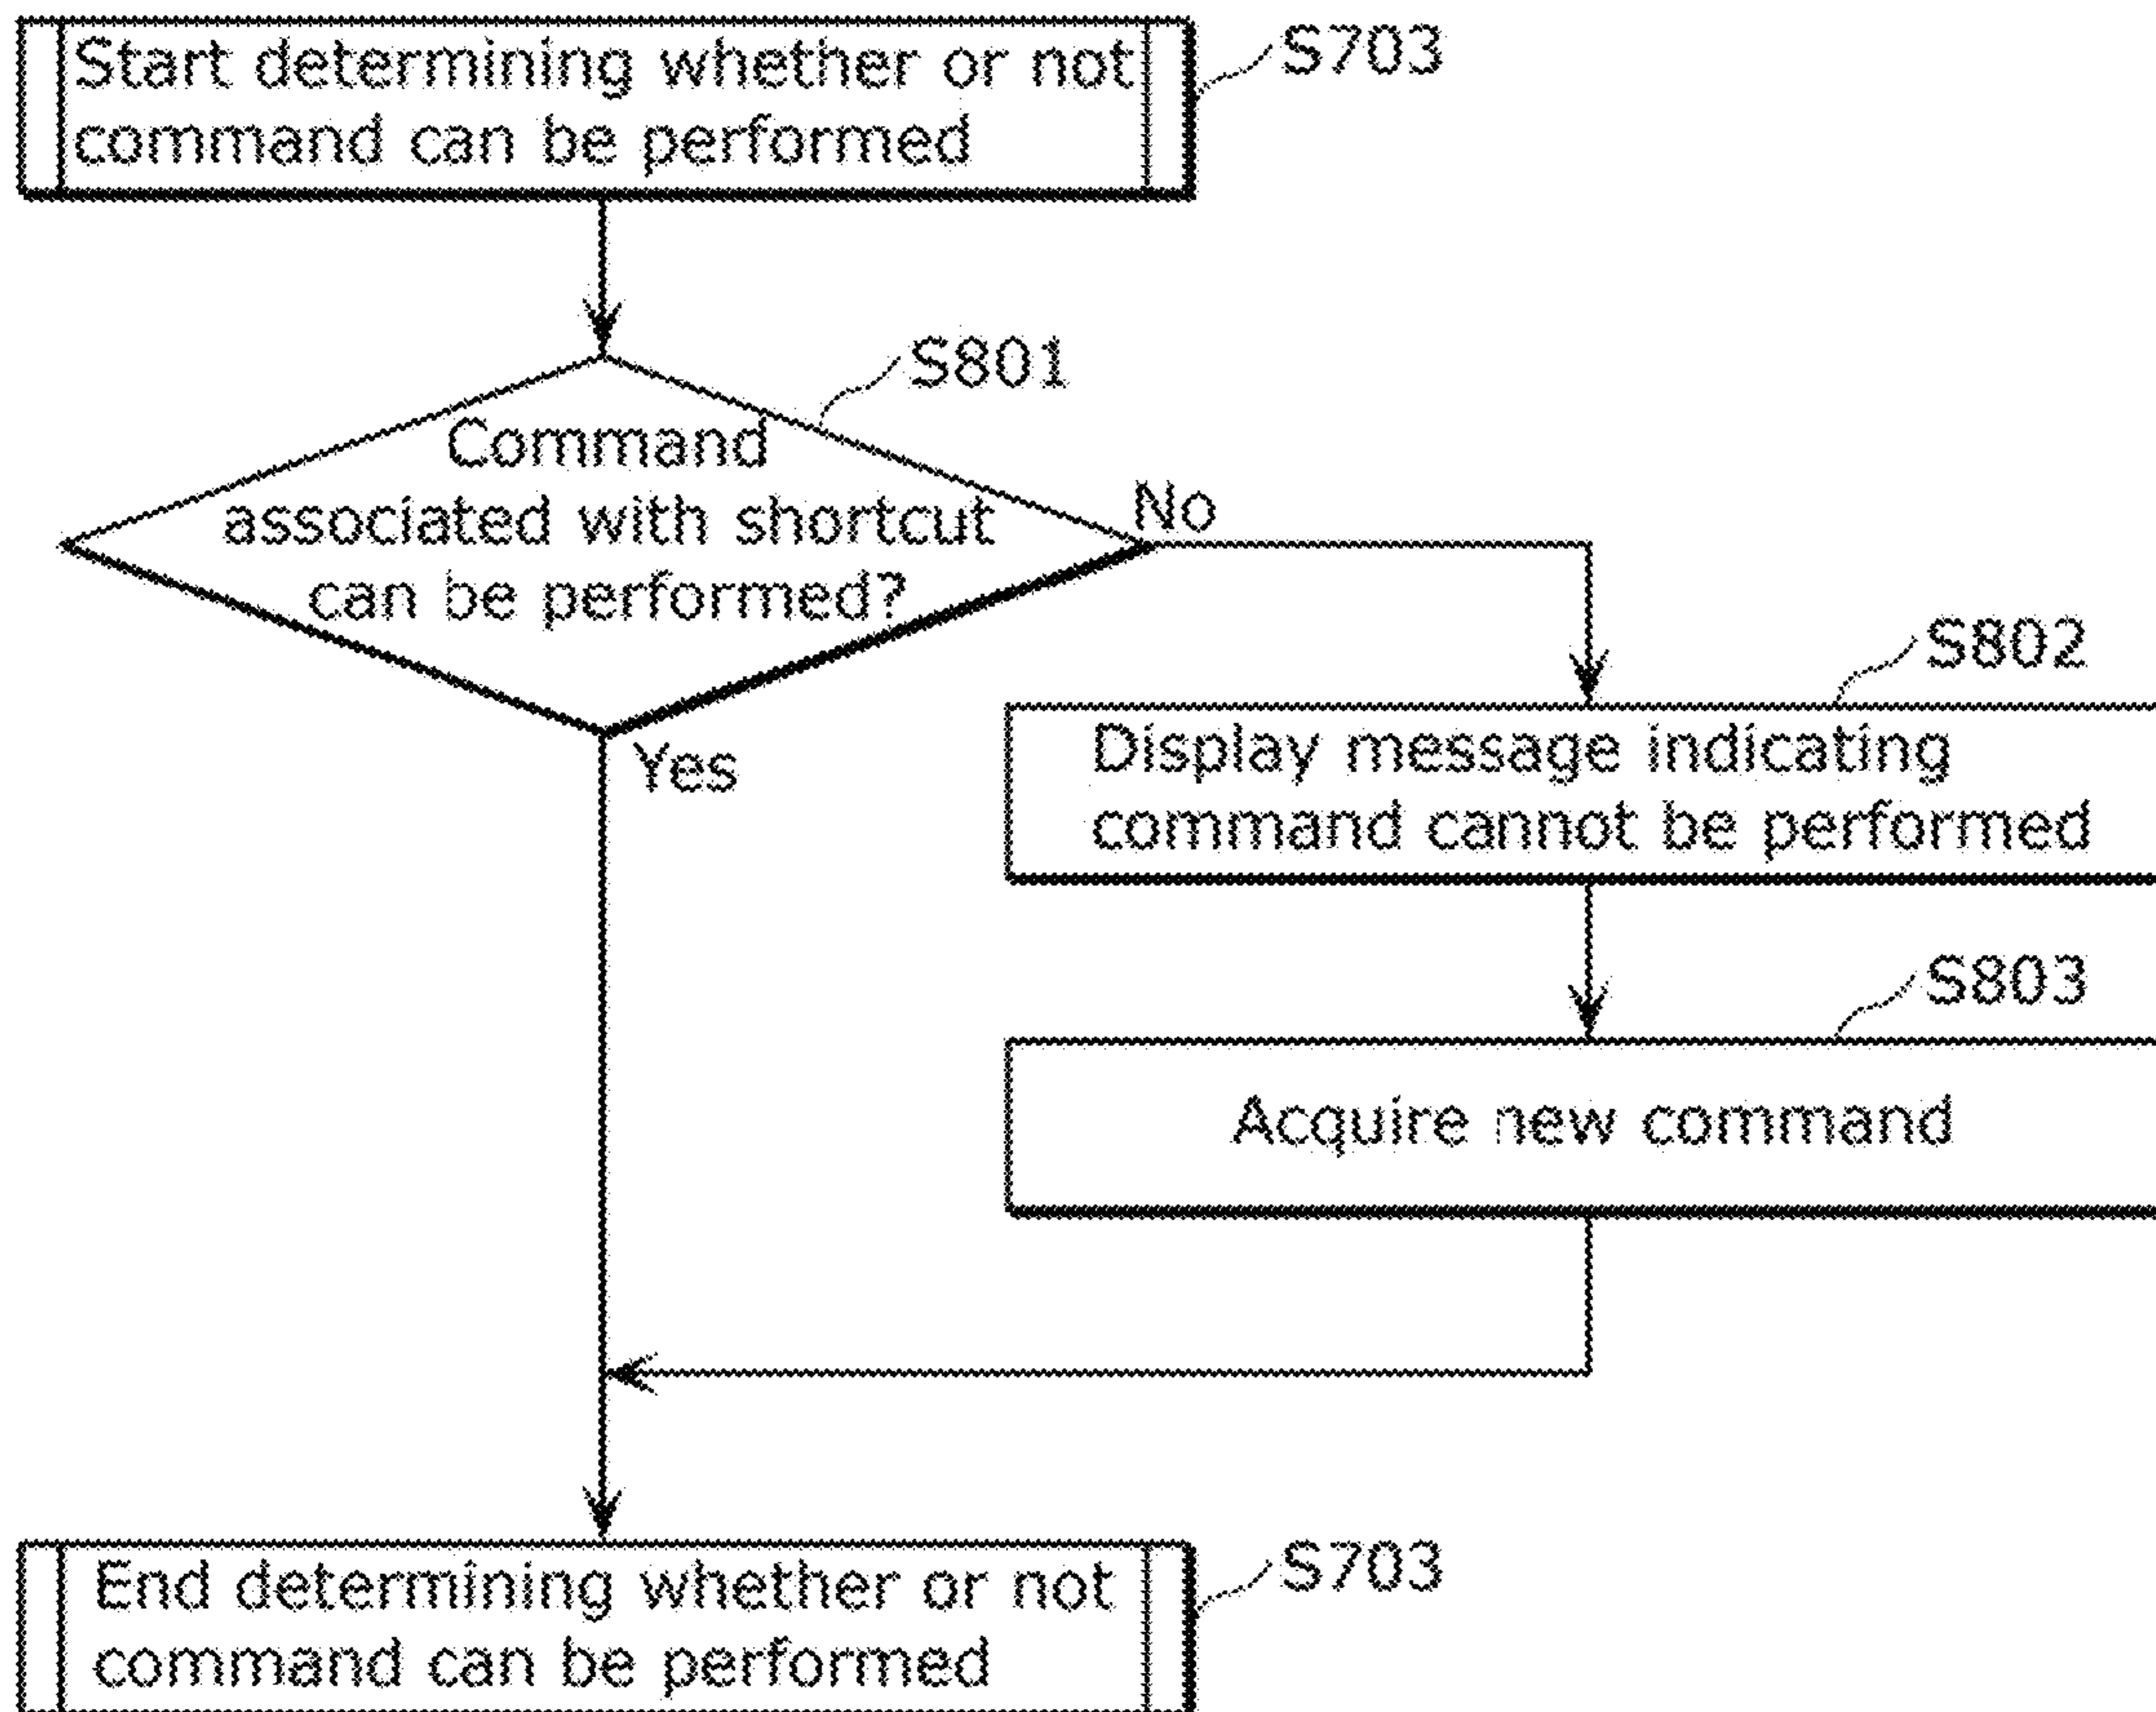 Start determining whether or not
command can be performed
S703
S801
Command
associated with shortcut
can be performed?
No
Yes
S802
Display message indicating
command cannot be performed
S803
Acquire new command
End determining whether or not
command can be performed
S703